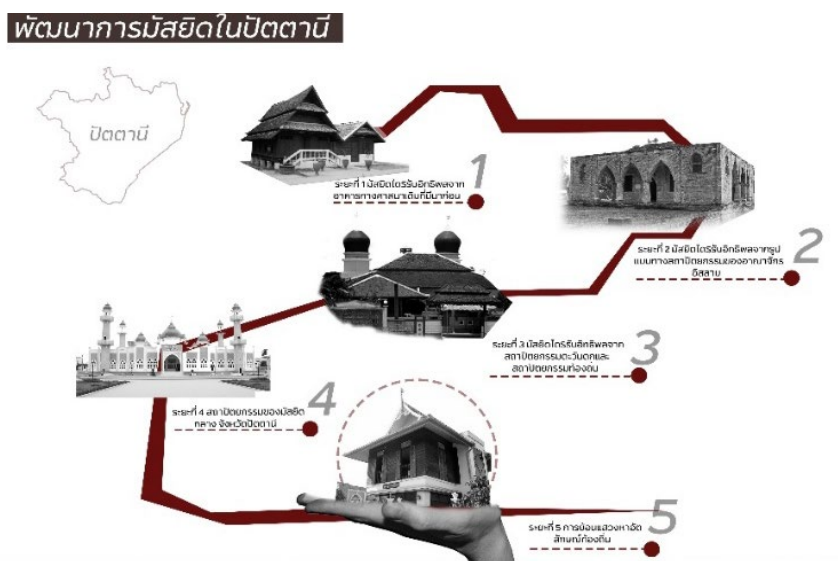 พัฒนาการมัสยิดในปัตตานี
ปัตตานี
1
ระยะที่ 1 มัสยิดได้รับอิทธิพลจาก
อาคารทางศาสนาเดิมที่มีมาก่อน
2
ระยะที่ 2 มัสยิดได้รับอิทธิพลจากรูป
แบบทางสถาปัตยกรรมของอาณาจักร
อิสลาม
3
ระยะที่ 3 มัสยิดได้รับอิทธิพลจาก
สถาปัตยกรรมตะวันตกและ
สถาปัตยกรรมท้องถิ่น
4
ระยะที่ 4 สถาปัตยกรรมของมัสยิด
กลาง จังหวัดปัตตานี
5
ระยะที่ 5 การย้อนแสวงหาอัต
ลักษณ์ท้องถิ่น